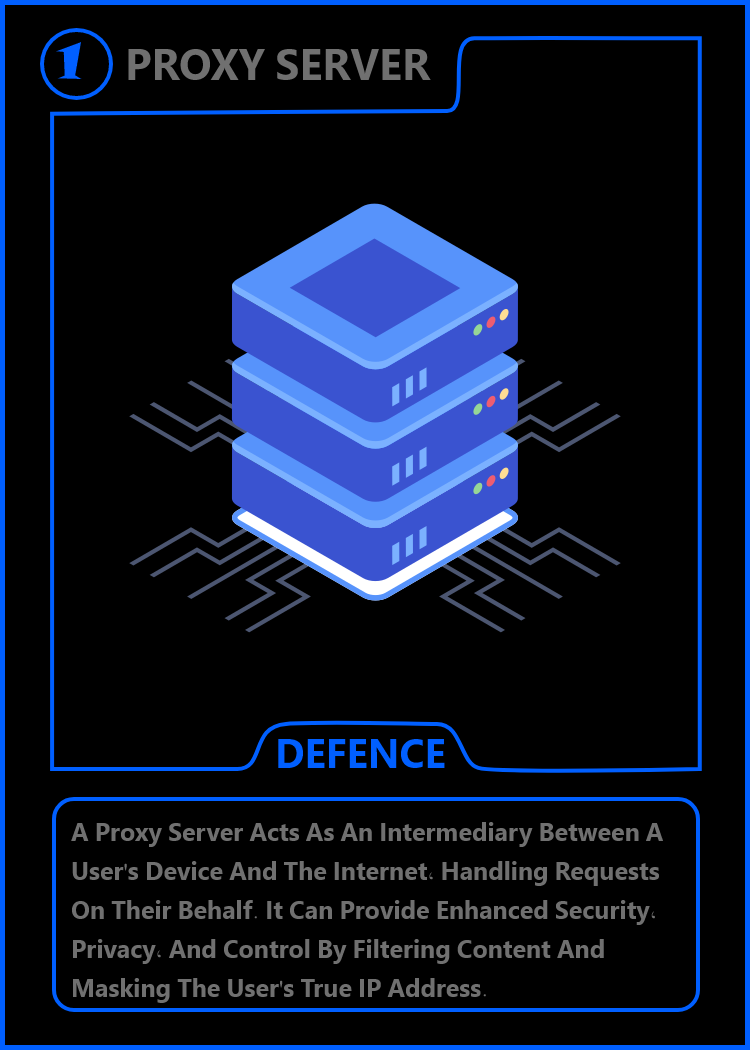 1 PROXY SERVER
DEFENCE
A Proxy Server Acts As An Intermediary Between A
User's Device And The Internet, Handling Requests
On Their Behalf. It Can Provide Enhanced Security,
Privacy, And Control By Filtering Content And
Masking The User's True IP Address.